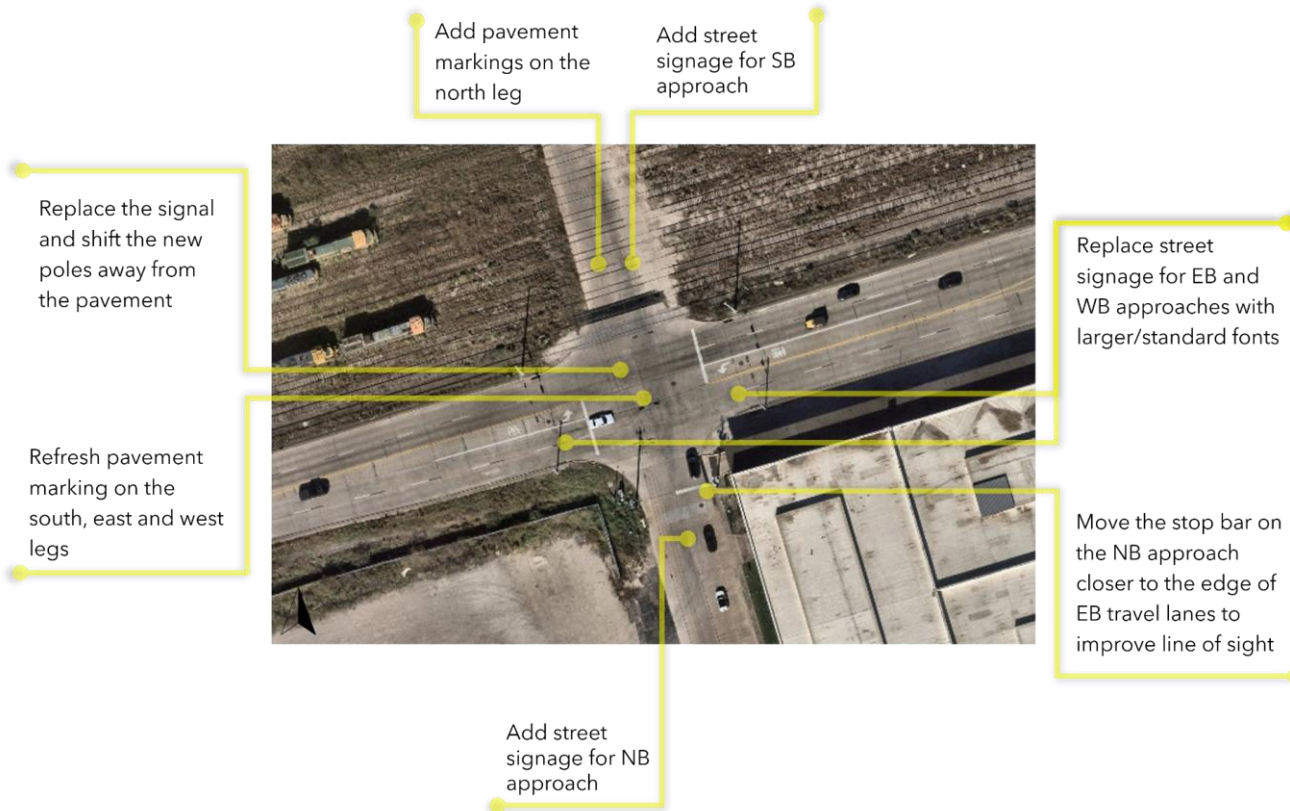 Add pavement
markings on the
north leg
Add street
signage for SB
approach
Replace the signal
and shift the new
poles away from
the pavement
Replace street
signage for EB and
WB approaches with
larger/standard fonts
Refresh pavement
marking on the
south, east and west
legs
Move the stop bar on
the NB approach
closer to the edge of
EB travel lanes to
improve line of sight
Add street
signage for NB
approach